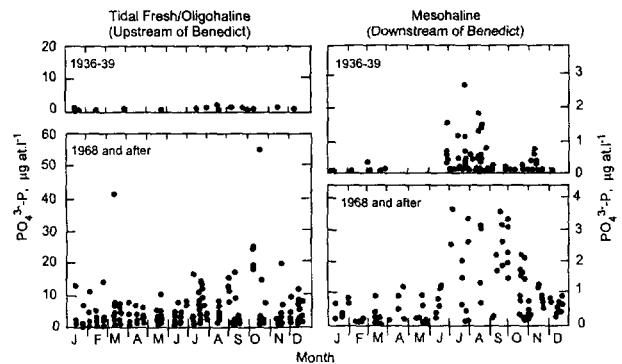 Tidal Fresh/Oligohaline
(Upstream of Benedict)
Mesohaline
(Downstream of Benedict)
20
10
0
1936-39
1936-39
3
2
1
0
60
50
40
30
20
10
0
1968 and after
1968 and after
4
3
2
1
0
PO₄³⁻-P, µg at.l⁻¹
PO₄³⁻-P, µg at.l⁻¹
J F M A M J J A S O N D
J F M A M J J A S O N D
Month